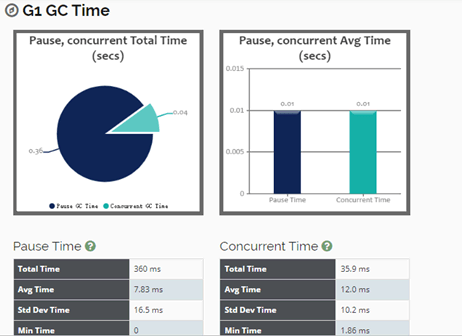 G1 GC Time
Pause, concurrent Total Time
(secs)
0.04
0.36
Pause GC Time
Concurrent GC Time
Pause, concurrent Avg Time
(secs)
0.015
0.01
0.005
0
0.01
0.01
Pause Time
Concurrent Time
Pause Time ?
Total Time 360 ms
Avg Time 7.83 ms
Std Dev Time 16.5 ms
Min Time 0
Concurrent Time ?
Total Time 35.9 ms
Avg Time 12.0 ms
Std Dev Time 10.2 ms
Min Time 1.86 ms